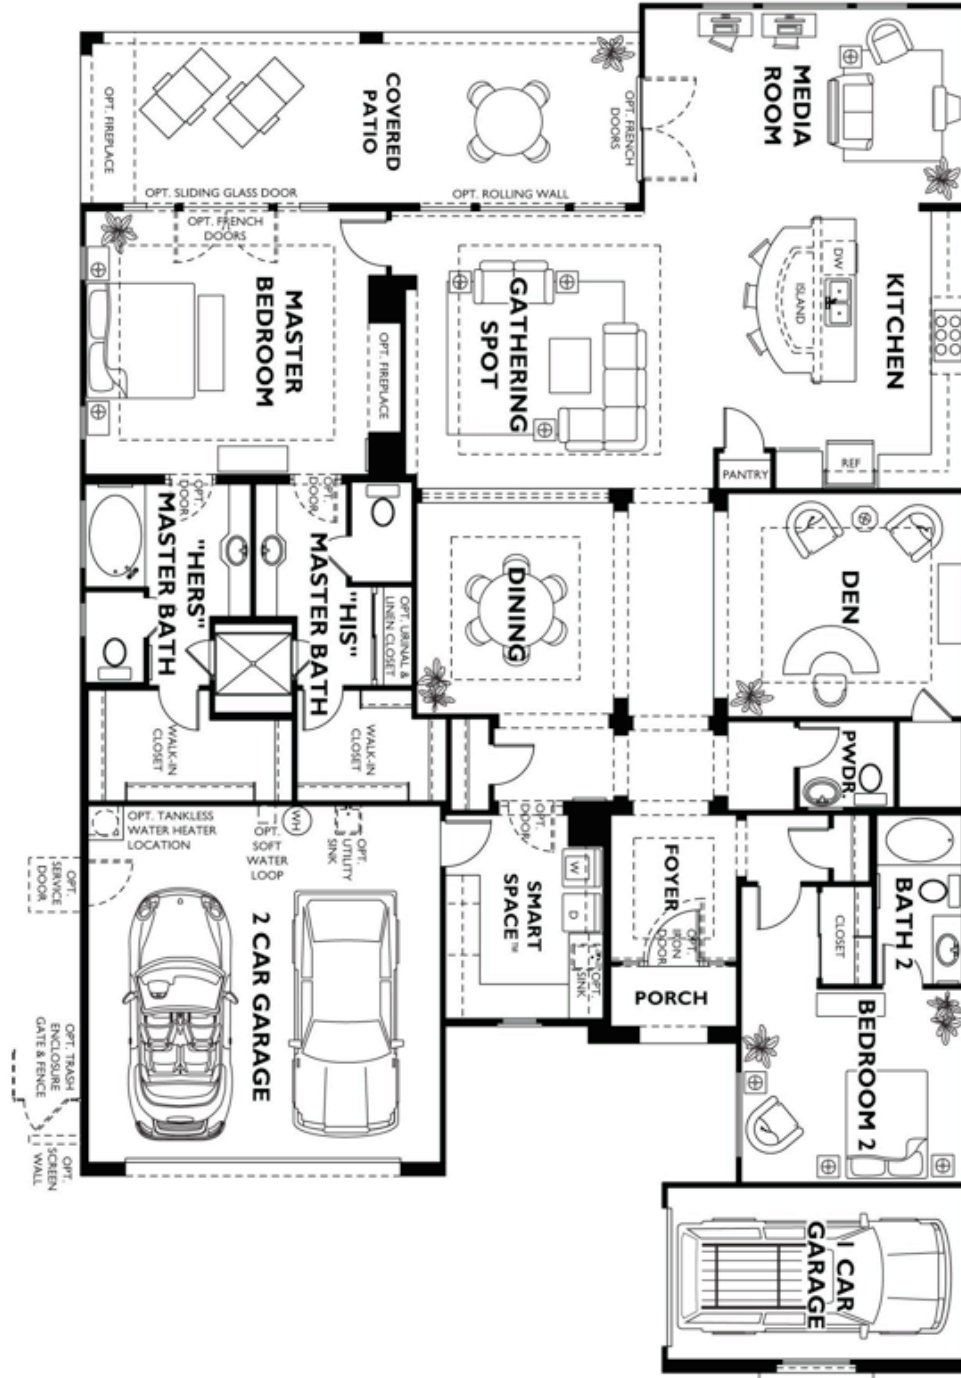 MEDIA
ROOM
COVERED
PATIO
OPT. FIREPLACE
OPT. FRENCH
DOORS
OPT. SLIDING GLASS DOOR
OPT. ROLLING WALL
OPT. FRENCH
DOORS
MASTER
BEDROOM
OPT. FIREPLACE
GATHERING
SPOT
DW
ISLAND
KITCHEN
PANTRY
REF
OPT.
DOOR
"HERS"
MASTER BATH
OPT.
DOOR
"HIS"
MASTER BATH
OPT. URINAL &
LINEN CLOSET
DINING
DEN
WALK-IN
CLOSET
WALK-IN
CLOSET
PWDR.
OPT. TANKLESS
WATER HEATER
LOCATION
OPT.
SOFT
WATER
LOOP
WH
OPT.
UTILITY
SINK
OPT.
DOOR
OPT.
SERVICE
DOOR
2 CAR GARAGE
SMART
SPACE™
W
D
OPT.
SINK
FOYER
OPT.
IRON
DOOR
PORCH
CLOSET
BATH 2
BEDROOM 2
OPT. TRASH
ENCLOSURE
GATE & FENCE
OPT.
SCREEN
WALL
1 CAR
GARAGE